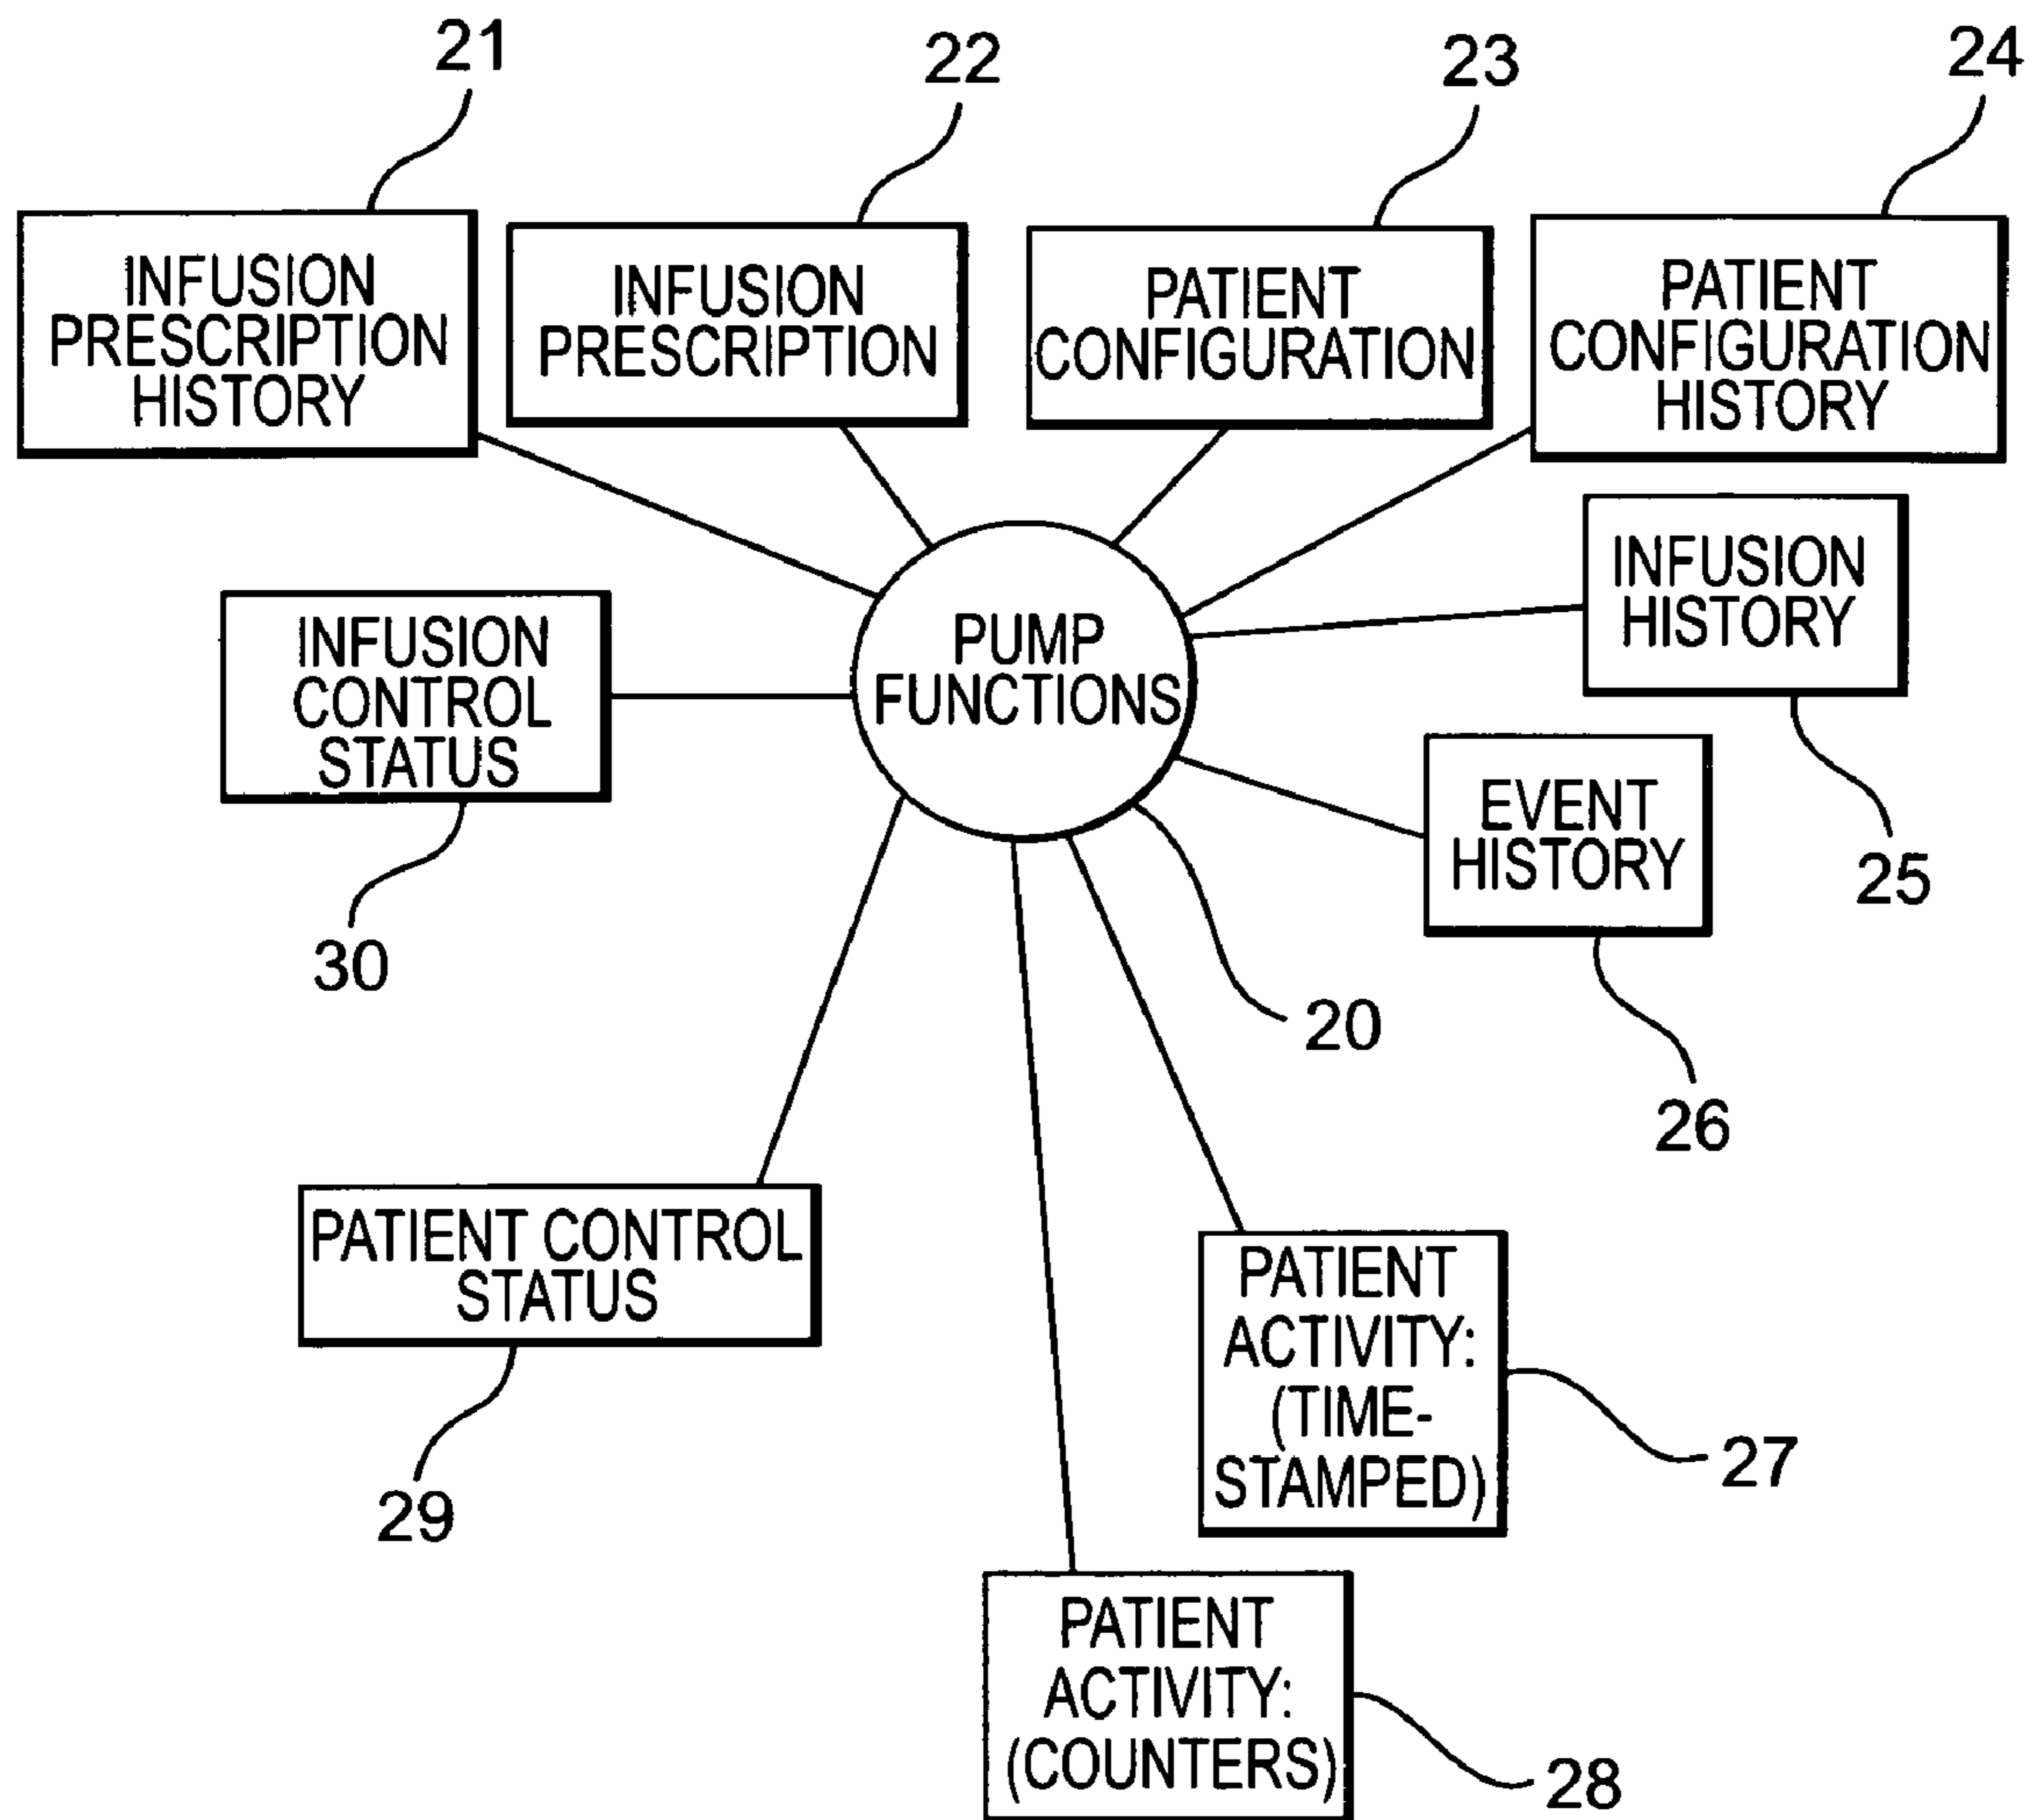 21
22
23
24
INFUSION
PRESCRIPTION
HISTORY
INFUSION
PRESCRIPTION
PATIENT
CONFIGURATION
PATIENT
CONFIGURATION
HISTORY
INFUSION
HISTORY
25
INFUSION
CONTROL
STATUS
30
PUMP
FUNCTIONS
20
EVENT
HISTORY
26
PATIENT CONTROL
STATUS
29
PATIENT
ACTIVITY:
(TIME-
STAMPED)
27
PATIENT
ACTIVITY:
(COUNTERS)
28